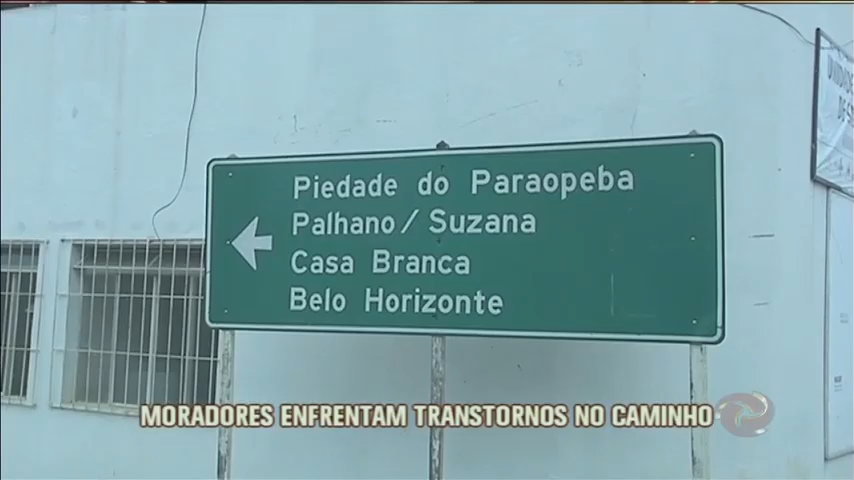 Piedade do Paraopeba
Palhano / Suzana
Casa Branca
Belo Horizonte
MORADORES ENFRENTAM TRANSTORNOS NO CAMINHO